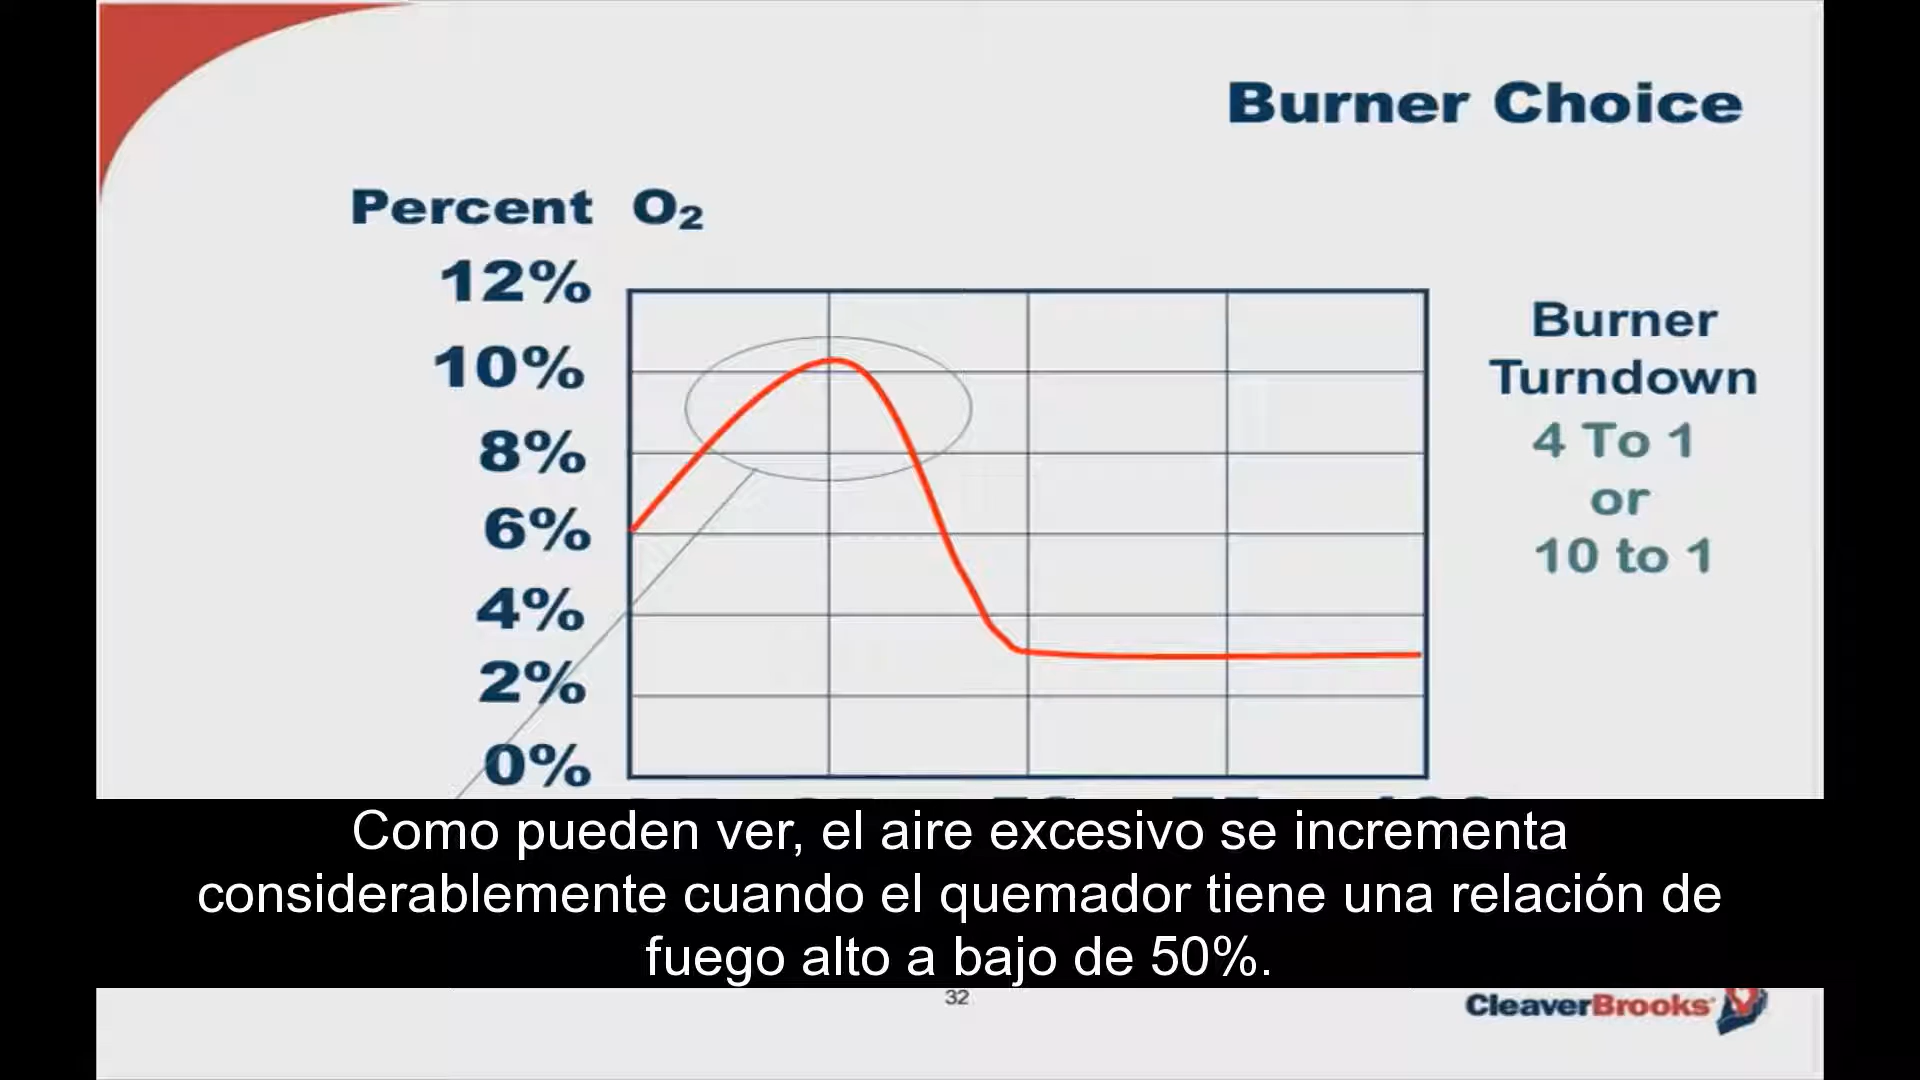 Burner Choice
Percent O₂
12%
10%
8%
6%
4%
2%
0%
Burner
Turndown
4 To 1
or
10 to 1
Como pueden ver, el aire excesivo se incrementa
considerablemente cuando el quemador tiene una relación de
fuego alto a bajo de 50%.
32
CleaverBrooks